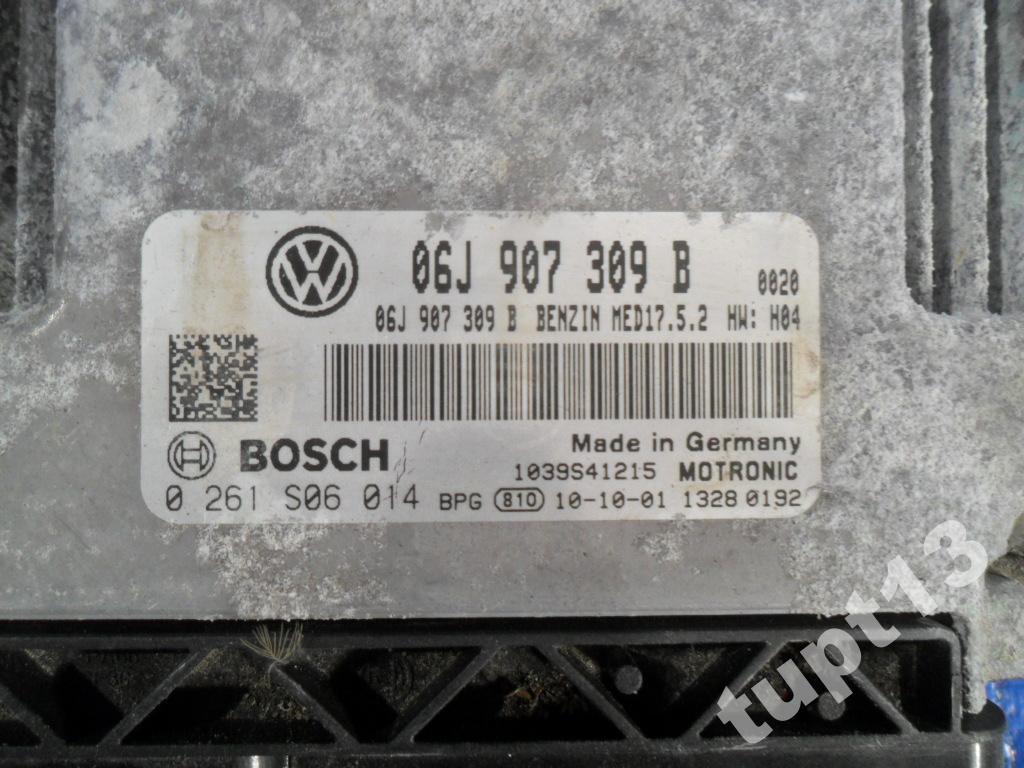 06J 907 309 B 0020
06J 907 309 B BENZIN MED17.5.2 HW: H04
BOSCH Made in Germany
1039S41215 MOTRONIC
0 261 S06 014 BPG 810 10-10-01 1328 0192
tupt13